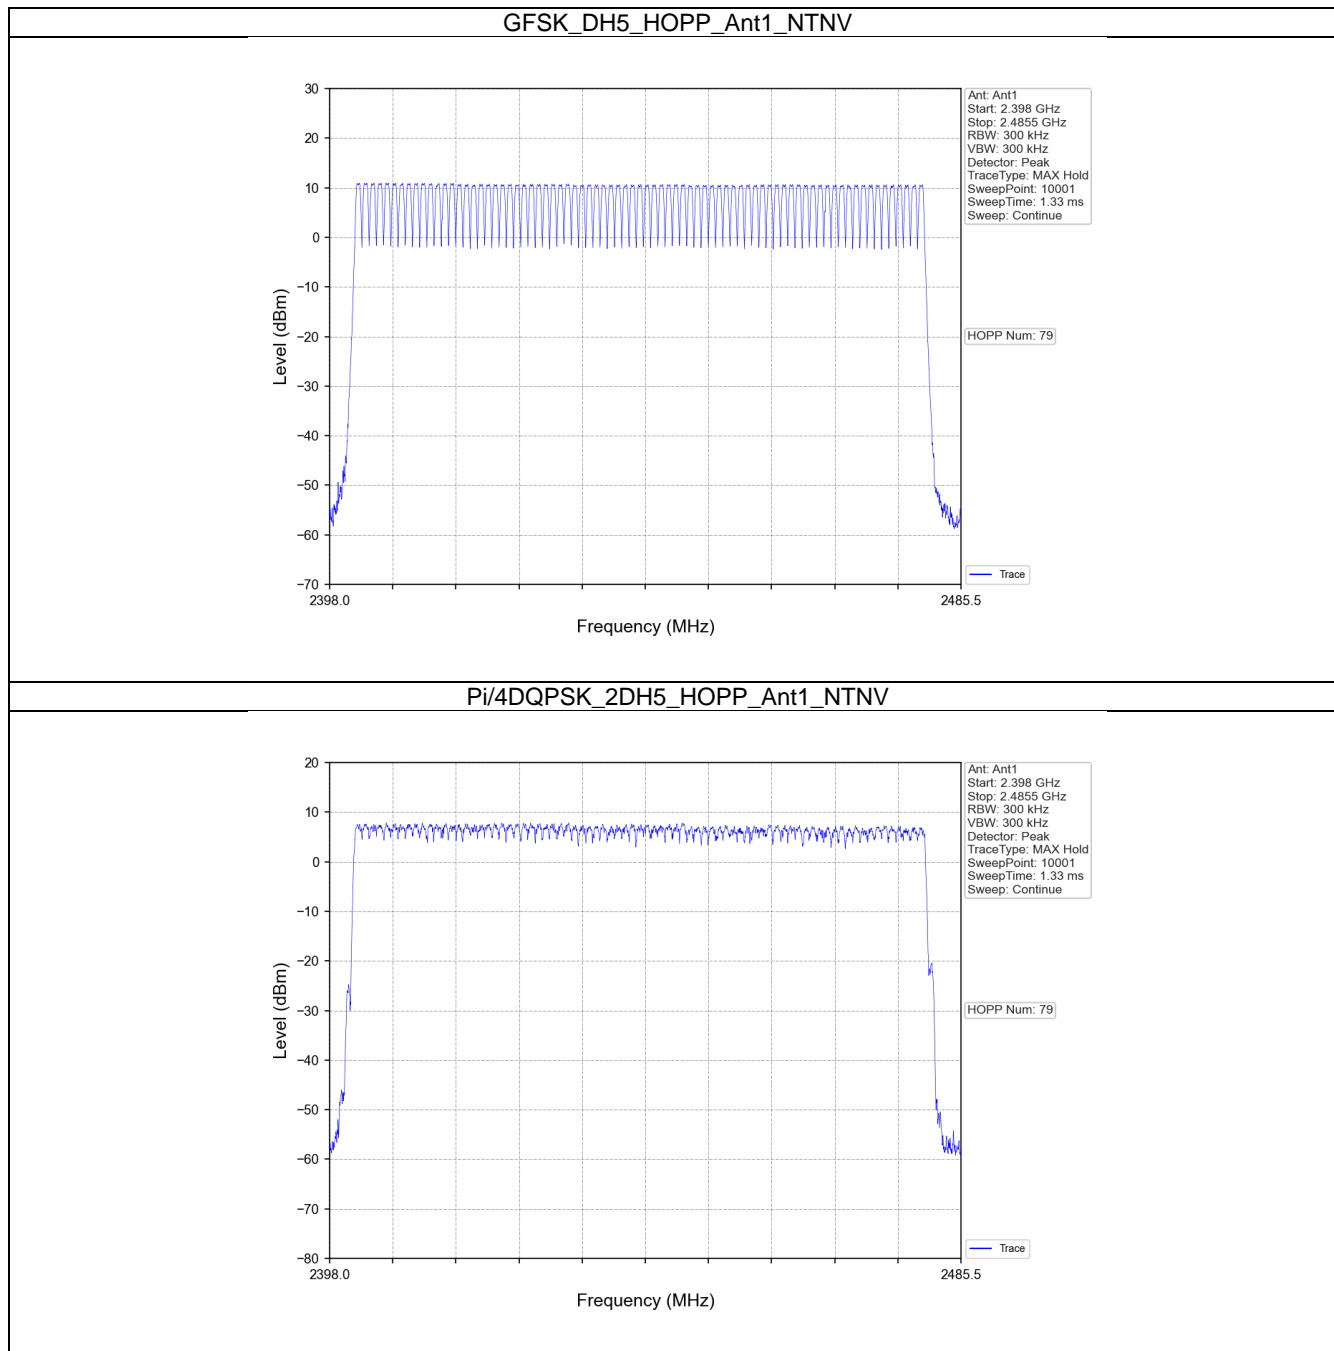 GFSK_DH5_HOPP_Ant1_NTNV
30
20
10
0
−10
−20
−30
−40
−50
−60
−70
Level (dBm)
2398.0
2485.5
Frequency (MHz)
Ant: Ant1
Start: 2.398 GHz
Stop: 2.4855 GHz
RBW: 300 kHz
VBW: 300 kHz
Detector: Peak
TraceType: MAX Hold
SweepPoint: 10001
SweepTime: 1.33 ms
Sweep: Continue
HOPP Num: 79
Trace
Pi/4DQPSK_2DH5_HOPP_Ant1_NTNV
20
10
0
−10
−20
−30
−40
−50
−60
−70
−80
Level (dBm)
2398.0
2485.5
Frequency (MHz)
Ant: Ant1
Start: 2.398 GHz
Stop: 2.4855 GHz
RBW: 300 kHz
VBW: 300 kHz
Detector: Peak
TraceType: MAX Hold
SweepPoint: 10001
SweepTime: 1.33 ms
Sweep: Continue
HOPP Num: 79
Trace